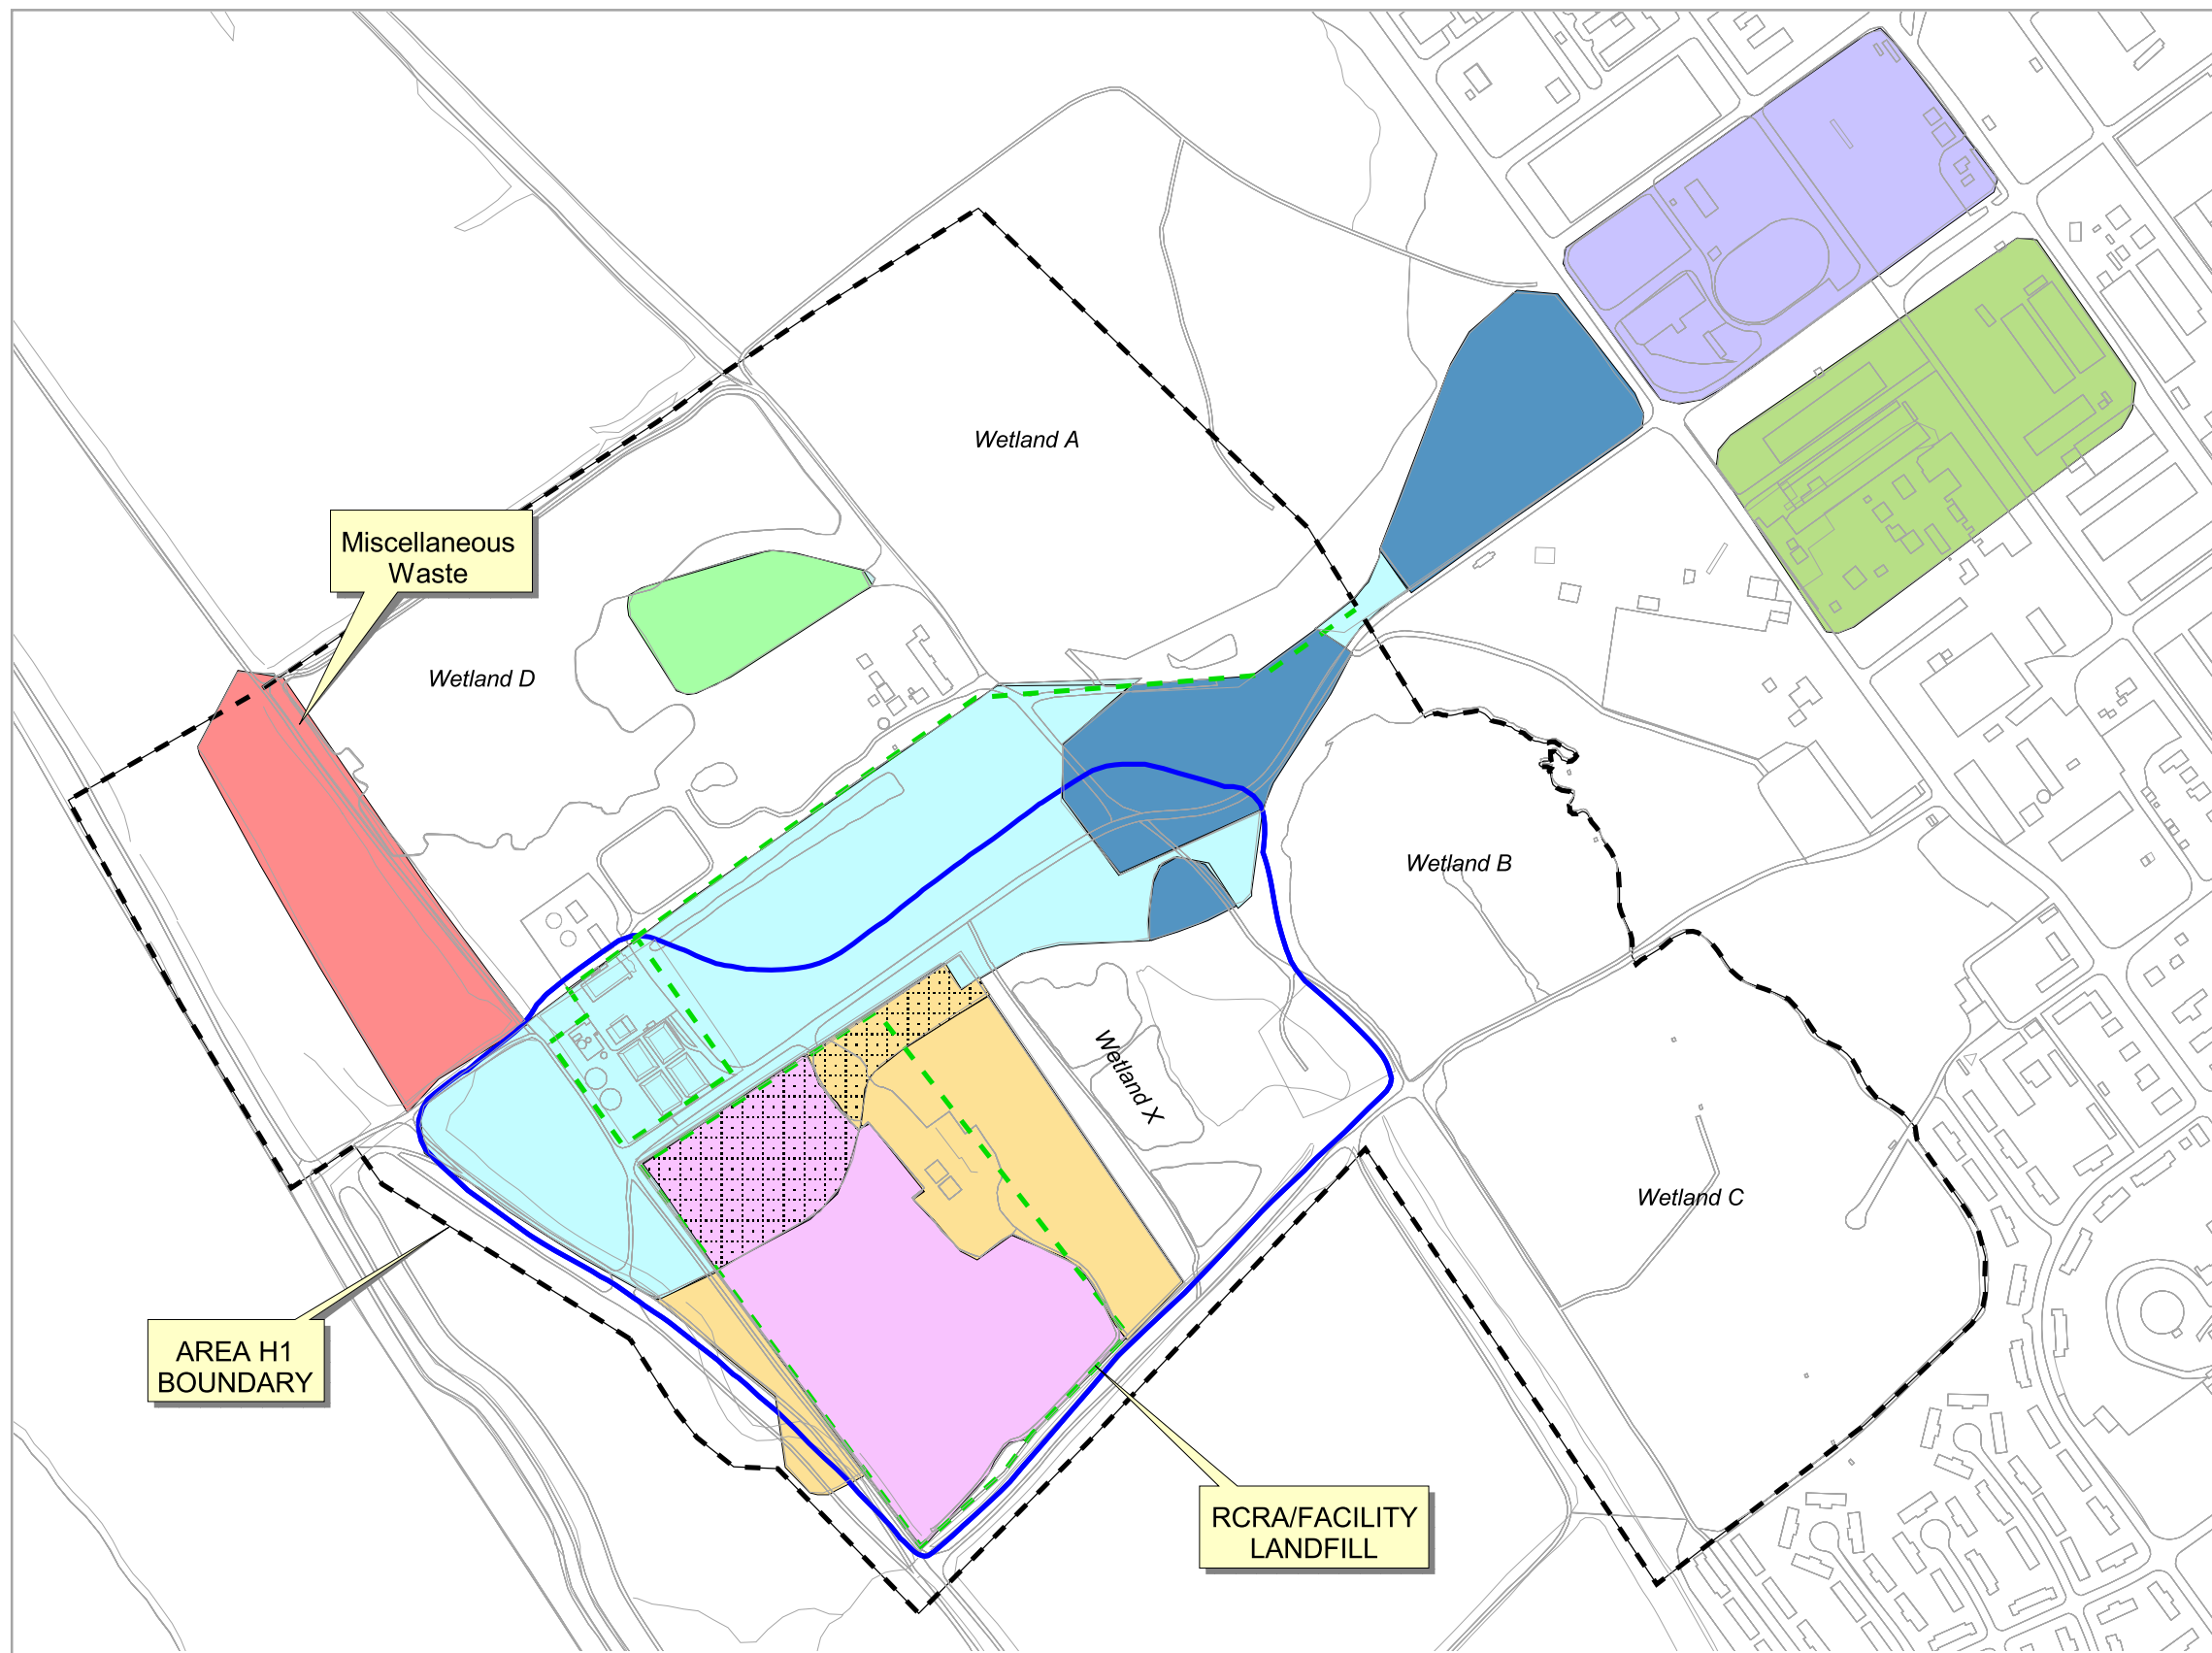 Wetland A
Miscellaneous
Waste
Wetland D
Wetland B
Wetland X
Wetland C
AREA H1
BOUNDARY
RCRA/FACILITY
LANDFILL